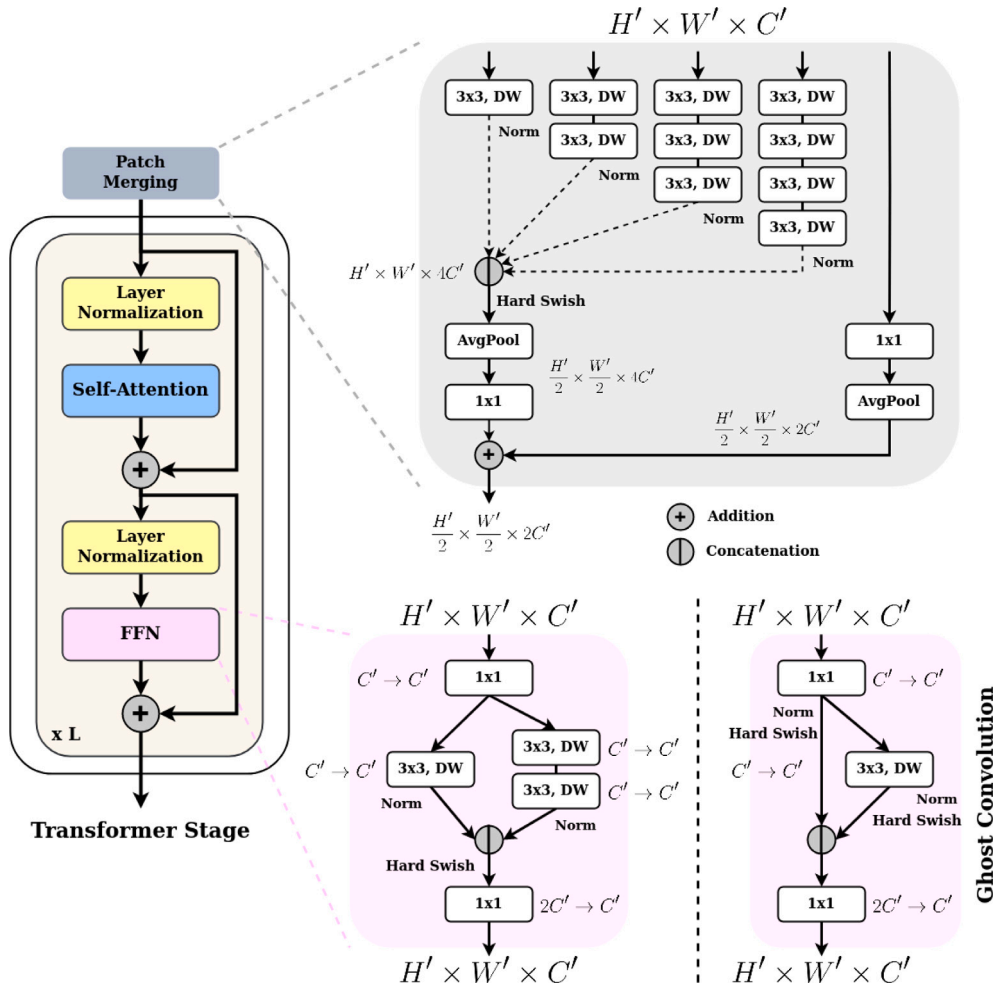 Patch
Merging
Layer
Normalization
Self-Attention
+
Layer
Normalization
FFN
+
x L
Transformer Stage
H′ × W′ × C′
3x3, DW
3x3, DW
3x3, DW
3x3, DW
Norm
3x3, DW
3x3, DW
3x3, DW
Norm
3x3, DW
3x3, DW
Norm
3x3, DW
Norm
H′ × W′ × 4C′
Hard Swish
AvgPool
1x1
H′/2 × W′/2 × 4C′
1x1
AvgPool
H′/2 × W′/2 × 2C′
+
H′/2 × W′/2 × 2C′
+ Addition
Concatenation
H′ × W′ × C′
1x1
C′ → C′
3x3, DW
C′ → C′
C′ → C′
3x3, DW
Norm
3x3, DW
C′ → C′
Norm
Hard Swish
1x1
2C′ → C′
H′ × W′ × C′
H′ × W′ × C′
1x1
C′ → C′
Norm
Hard Swish
C′ → C′
3x3, DW
Norm
Hard Swish
1x1
2C′ → C′
H′ × W′ × C′
Ghost Convolution